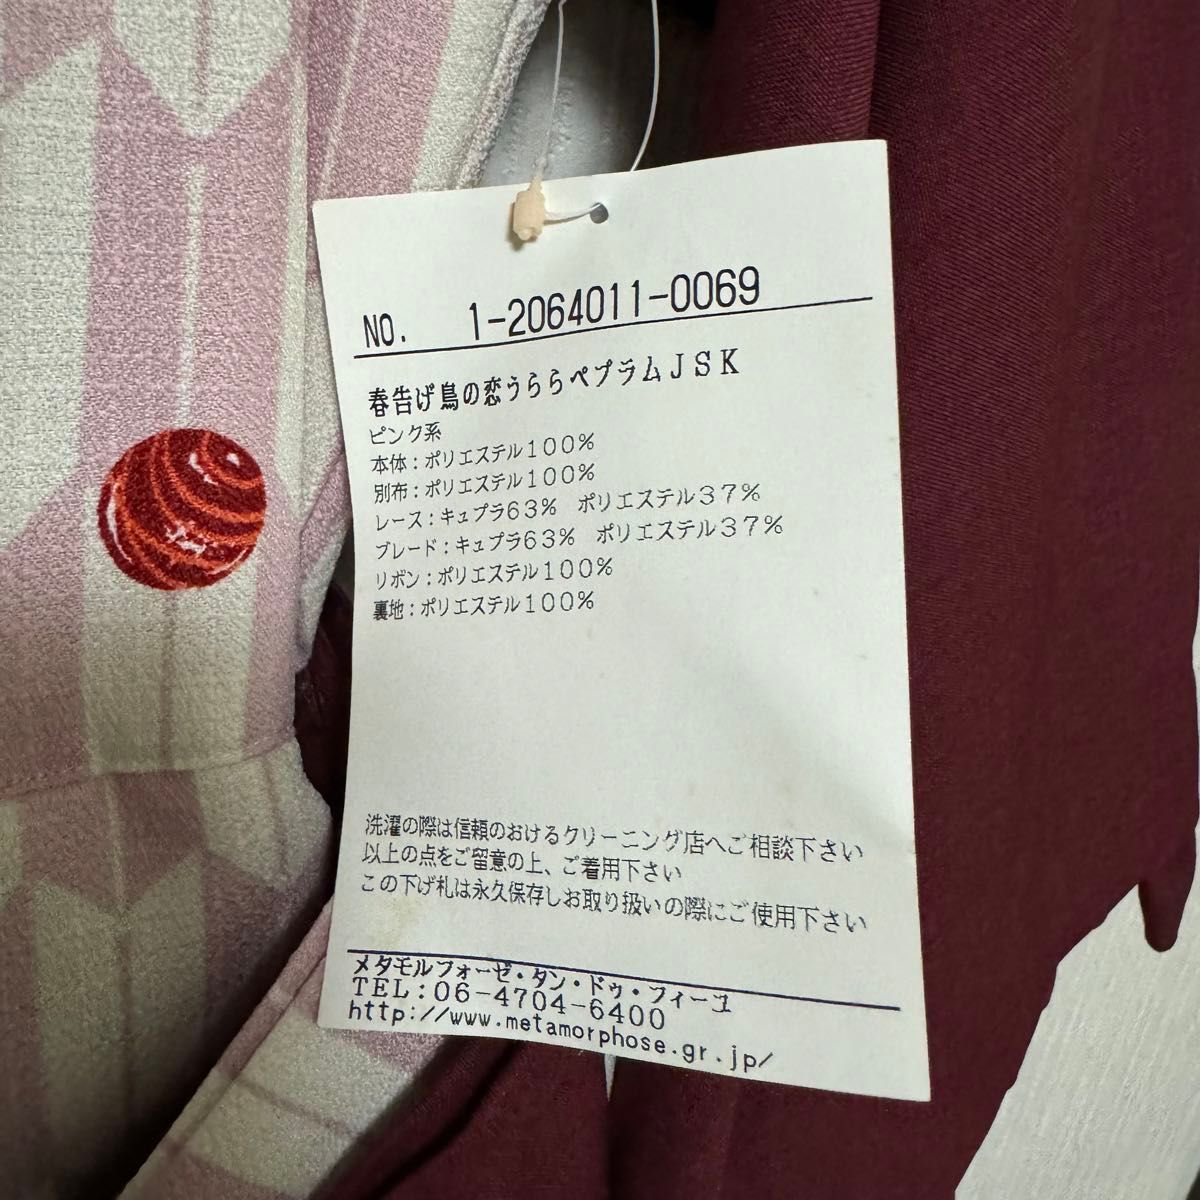 NO. 1-2064011-0069
春告げ鳥の恋うららペプラムJSK
ピンク系
本体：ポリエステル100%
別布：ポリエステル100%
レース：キュプラ63% ポリエステル37%
ブレード：キュプラ63% ポリエステル37%
リボン：ポリエステル100%
裏地：ポリエステル100%
洗濯の際は信頼のおけるクリーニング店へご相談下さい
以上の点をご留意の上、ご着用下さい
この下げ札は永久保存しお取り扱いの際にご使用下さい
メタモルフォーゼ・タン・ドゥ・フィーユ
TEL：06-4704-6400
http://www.metamorphose.gr.jp/